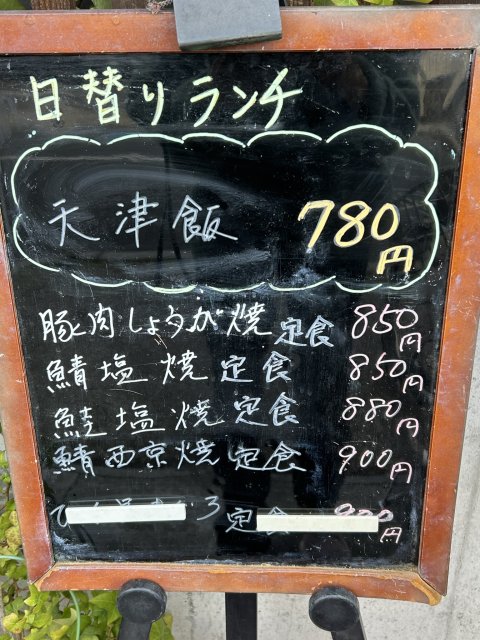 日替りランチ
天津飯 780円
豚肉しょうが焼定食 850円
鯖塩焼定食 850円
鮭塩焼定食 880円
鯖西京焼定食 900円
定食 円